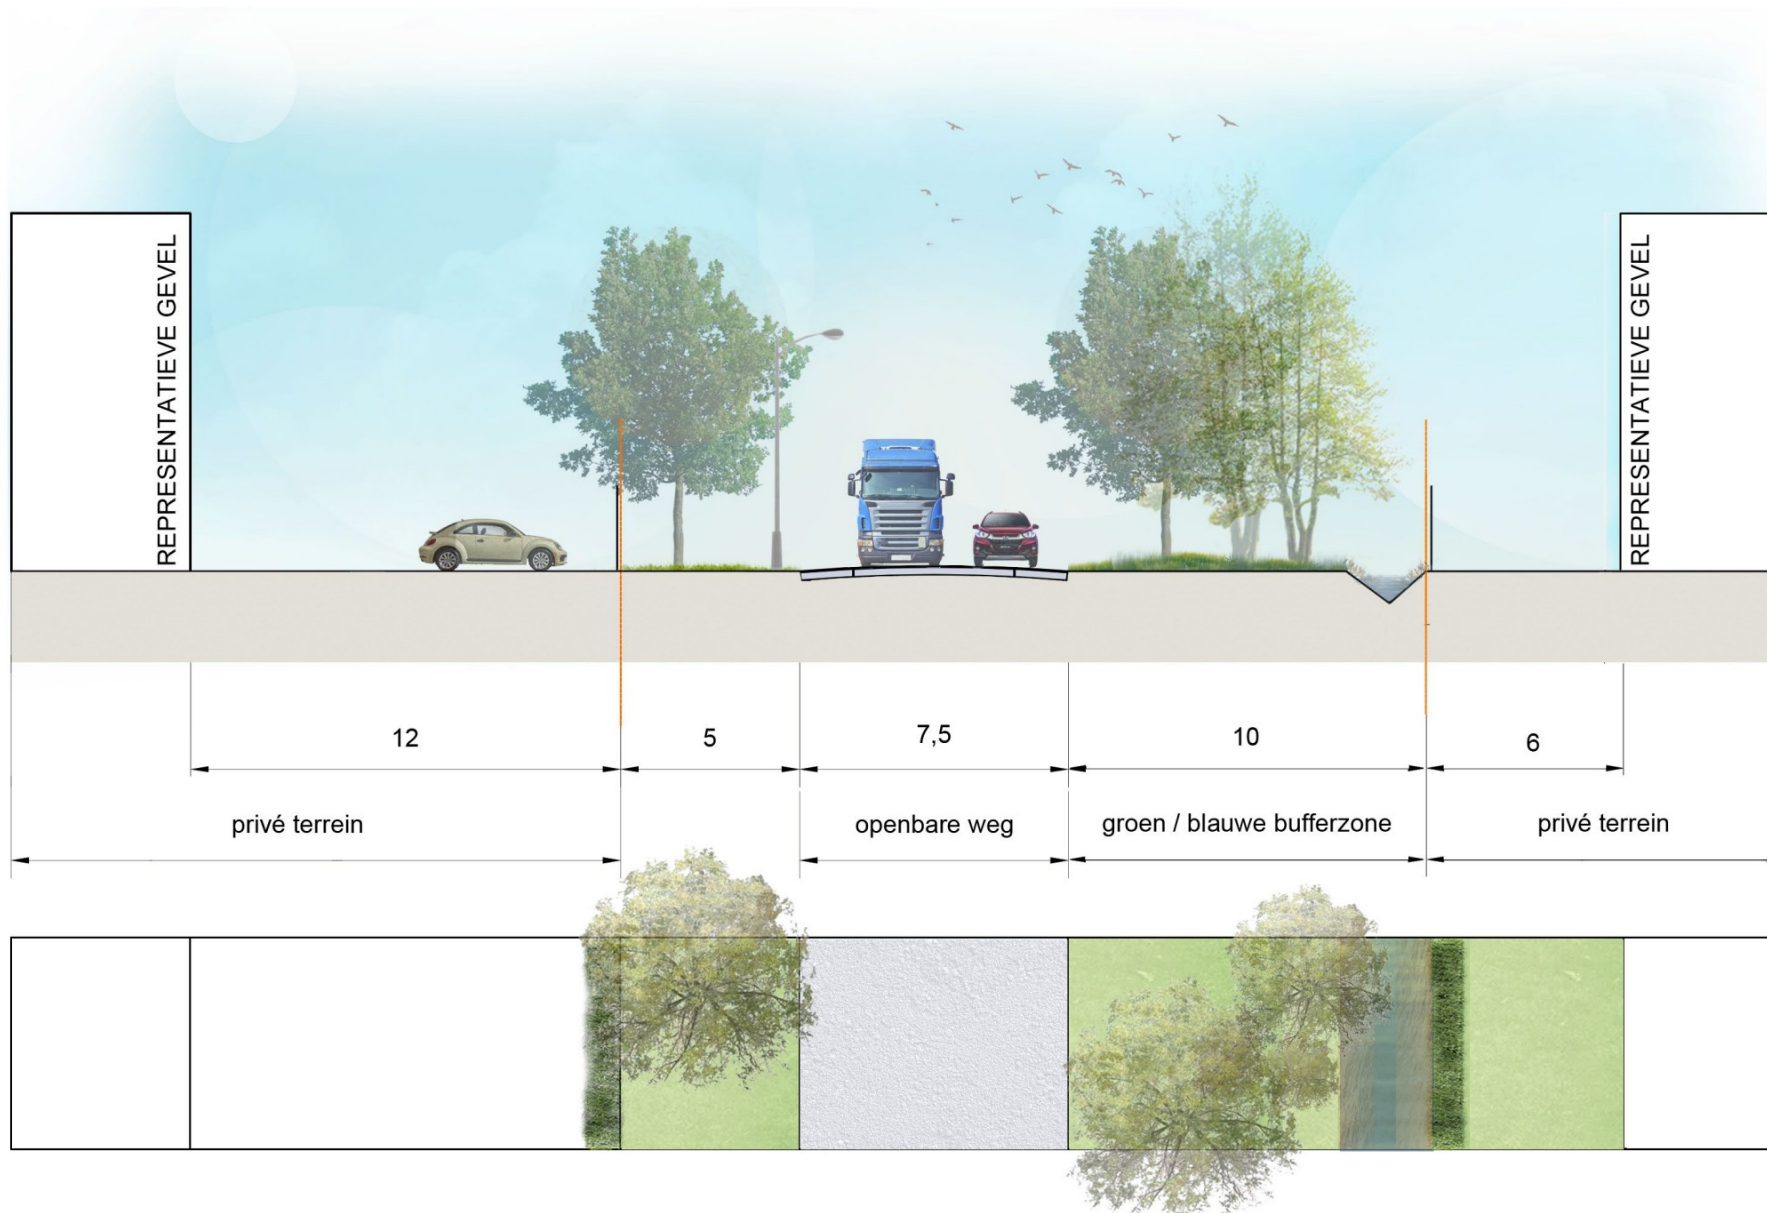 REPRESENTATIEVE GEVEL
REPRESENTATIEVE GEVEL
12
5
7,5
10
6
privé terrein
openbare weg
groen / blauwe bufferzone
privé terrein